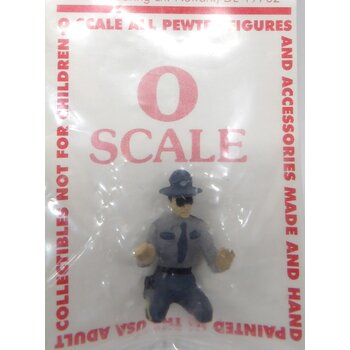 O SCALE ALL PEWTER FIGURES
AND ACCESSORIES MADE AND HAND
PAINTED IN THE USA ADULT
COLLECTIBLES NOT FOR CHILDREN
O
SCALE